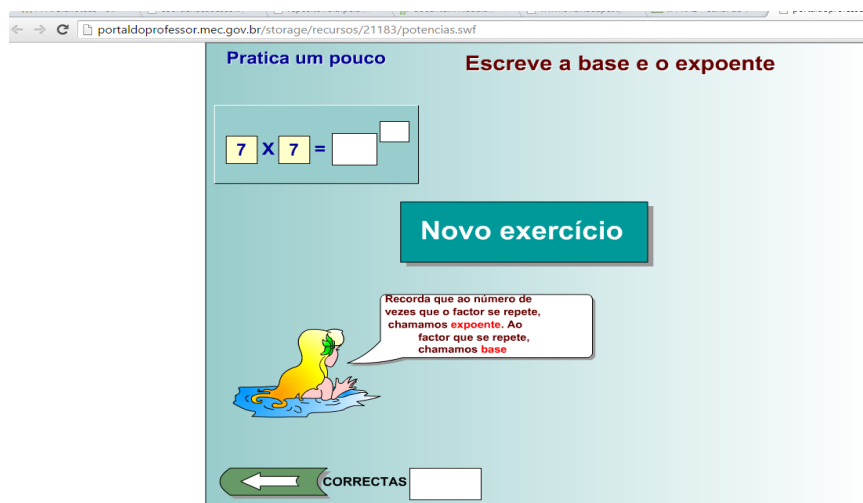 portaldoprofessor.mec.gov.br/storage/recursos/21183/potencias.swf
Pratica um pouco
Escreve a base e o expoente
7 X 7 =
Novo exercício
Recorda que ao número de
vezes que o factor se repete,
chamamos expoente. Ao
factor que se repete,
chamamos base
CORRECTAS